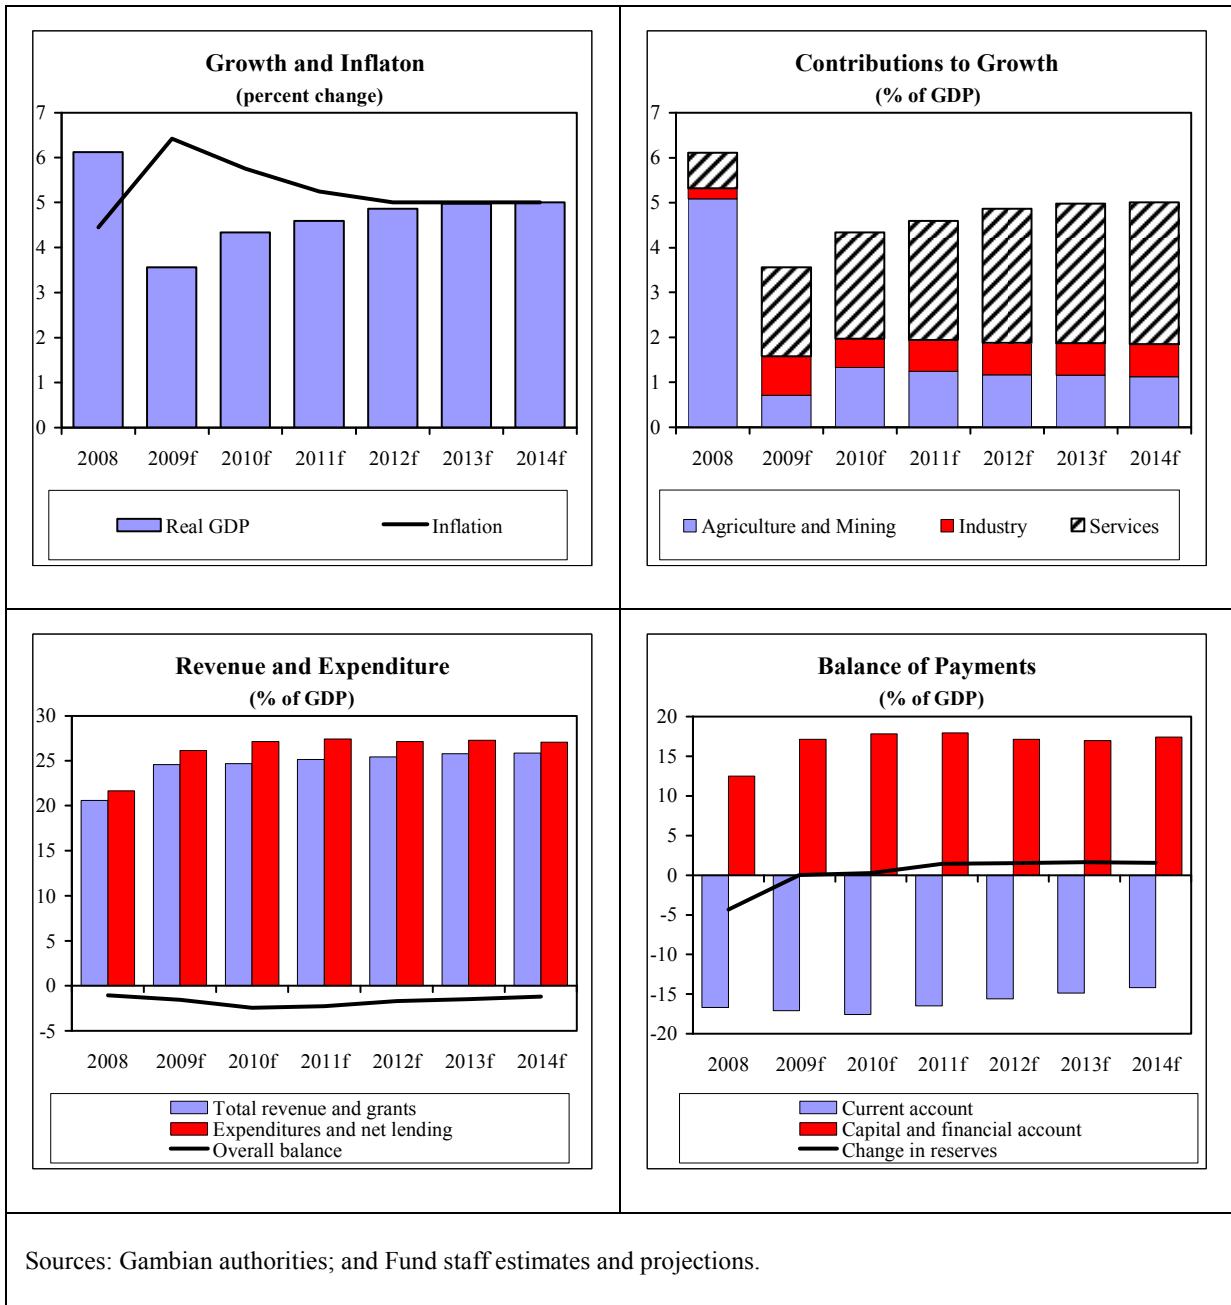 Growth and Inflaton
(percent change)
7
6
5
4
3
2
1
0
2008 2009f 2010f 2011f 2012f 2013f 2014f
Real GDP Inflation
Contributions to Growth
(% of GDP)
7
6
5
4
3
2
1
0
2008 2009f 2010f 2011f 2012f 2013f 2014f
Agriculture and Mining Industry Services
Revenue and Expenditure
(% of GDP)
30
25
20
15
10
5
0
-5
2008 2009f 2010f 2011f 2012f 2013f 2014f
Total revenue and grants
Expenditures and net lending
Overall balance
Balance of Payments
(% of GDP)
20
15
10
5
0
-5
-10
-15
-20
2008 2009f 2010f 2011f 2012f 2013f 2014f
Current account
Capital and financial account
Change in reserves
Sources: Gambian authorities; and Fund staff estimates and projections.